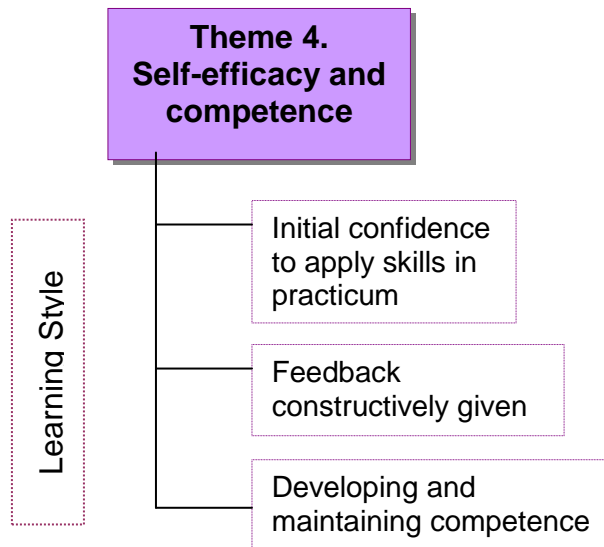 Theme 4.
Self-efficacy and
competence
Learning Style
Initial confidence
to apply skills in
practicum
Feedback
constructively given
Developing and
maintaining competence